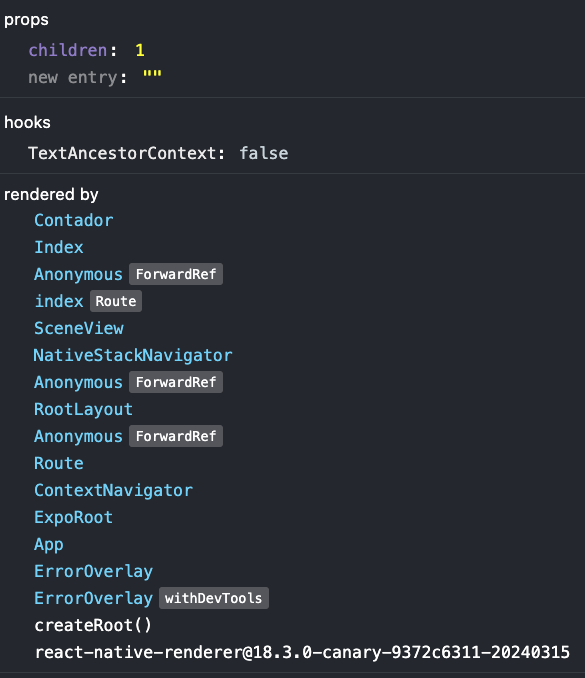 props
children: 1
new entry: ""
hooks
TextAncestorContext: false
rendered by
Contador
Index
Anonymous ForwardRef
index Route
SceneView
NativeStackNavigator
Anonymous ForwardRef
RootLayout
Anonymous ForwardRef
Route
ContextNavigator
ExpoRoot
App
ErrorOverlay
ErrorOverlay withDevTools
createRoot()
react-native-renderer@18.3.0-canary-9372c6311-20240315